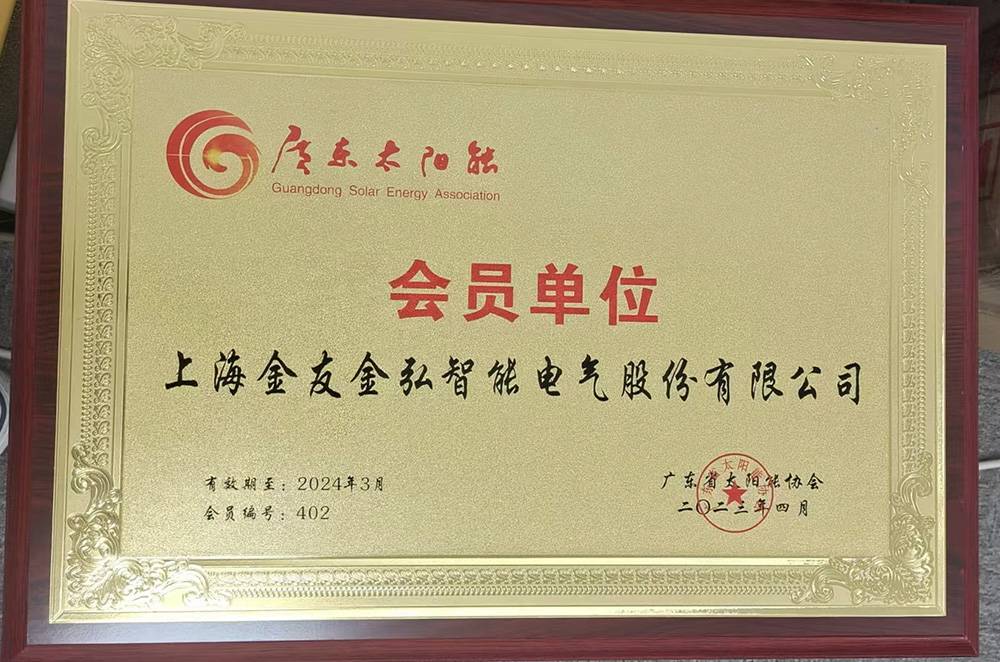 廣东太阳能
Guangdong Solar Energy Association
会员单位
上海金友金弘智能电气股份有限公司
有效期至：2024年3月
会员编号：402
广东省太阳能协会
二〇二三年四月